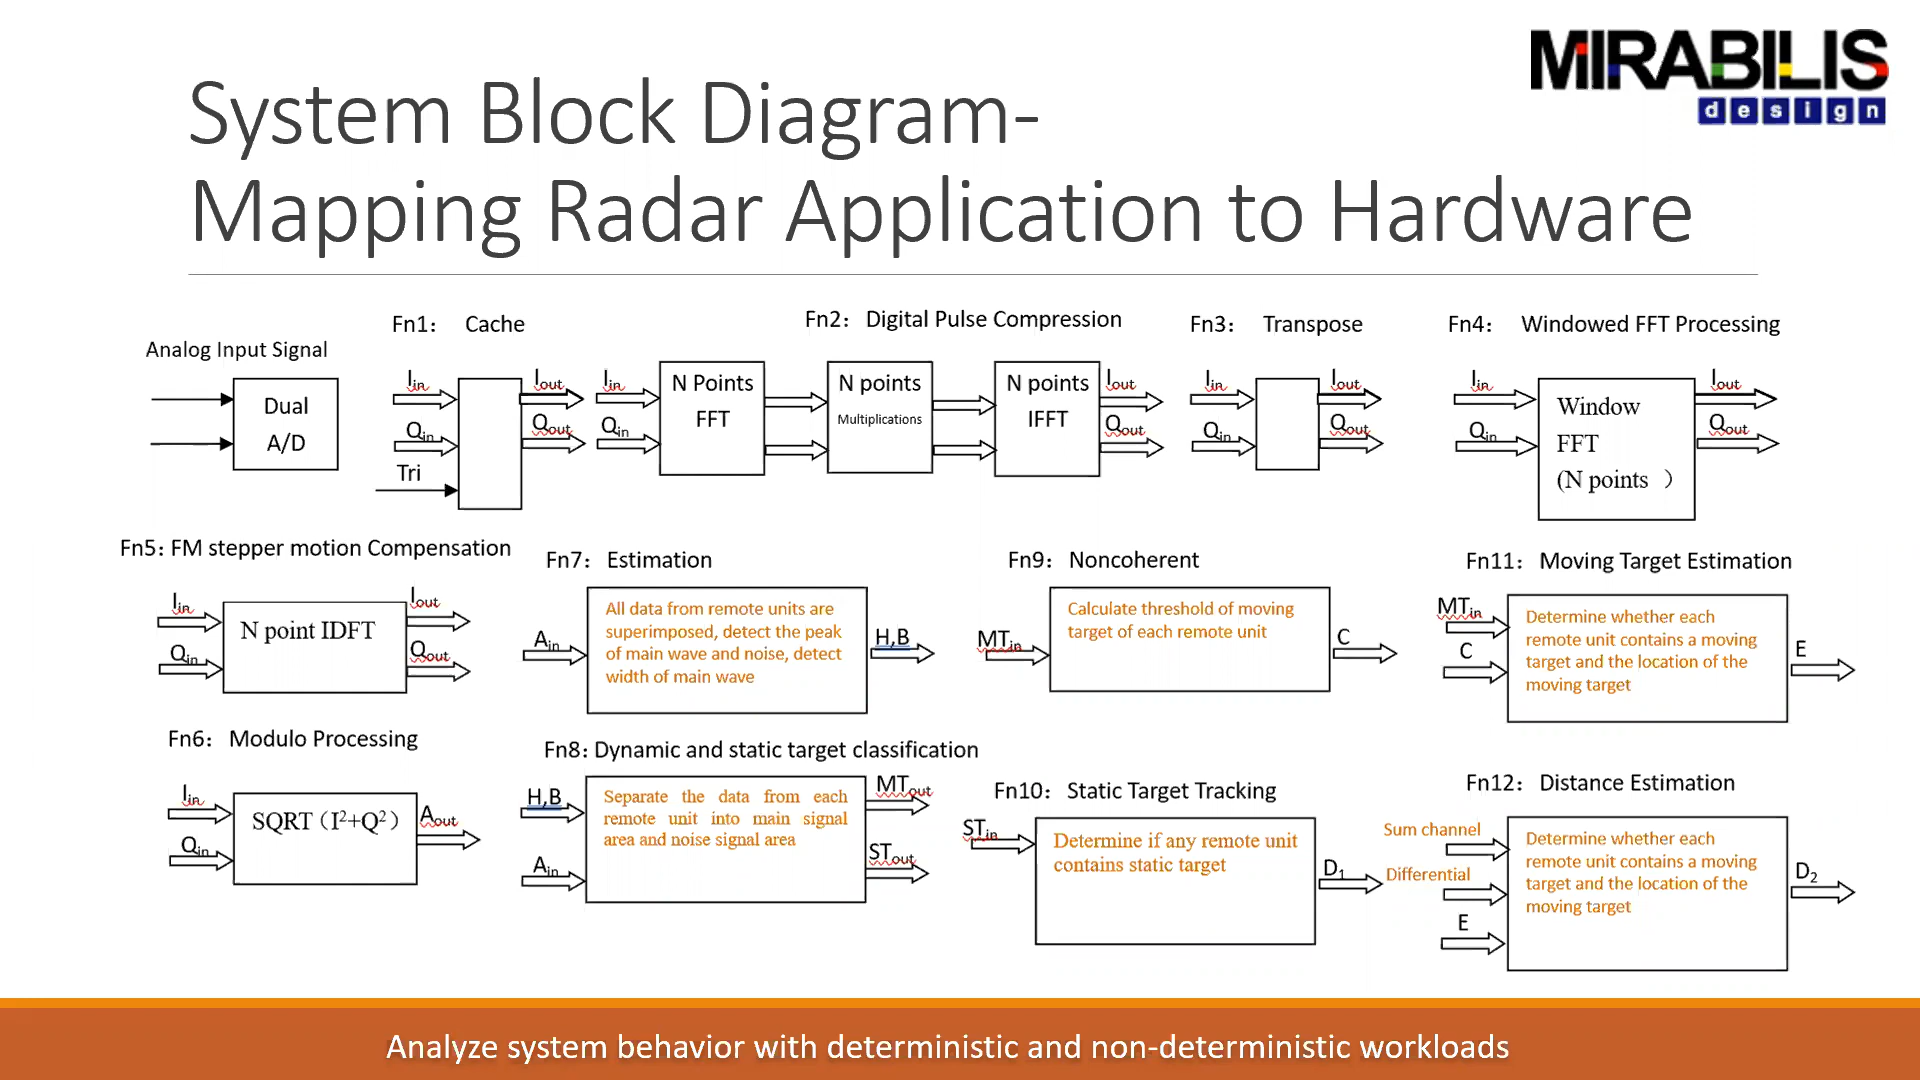 MIRABILIS
design
System Block Diagram-
Mapping Radar Application to Hardware
Analog Input Signal
Dual
A/D
Fn1: Cache
Iin
Qin
Tri
Iout
Qout
Fn2: Digital Pulse Compression
Iin
Qin
N Points
FFT
N points
Multiplications
N points
IFFT
Iout
Qout
Fn3: Transpose
Iin
Qin
Iout
Qout
Fn4: Windowed FFT Processing
Iin
Qin
Window
FFT
(N points )
Iout
Qout
Fn5: FM stepper motion Compensation
Iin
Qin
N point IDFT
Iout
Qout
Fn7: Estimation
Ain
All data from remote units are
superimposed, detect the peak
of main wave and noise, detect
width of main wave
H,B
Fn9: Noncoherent
MTin
Calculate threshold of moving
target of each remote unit
C
Fn11: Moving Target Estimation
MTin
C
Determine whether each
remote unit contains a moving
target and the location of the
moving target
E
Fn6: Modulo Processing
Iin
Qin
SQRT (I²+Q²)
Aout
Fn8: Dynamic and static target classification
H,B
Ain
Separate the data from each
remote unit into main signal
area and noise signal area
MTout
STout
Fn10: Static Target Tracking
STin
Determine if any remote unit
contains static target
D1
Fn12: Distance Estimation
Sum channel
Differential
E
Determine whether each
remote unit contains a moving
target and the location of the
moving target
D2
Analyze system behavior with deterministic and non-deterministic workloads